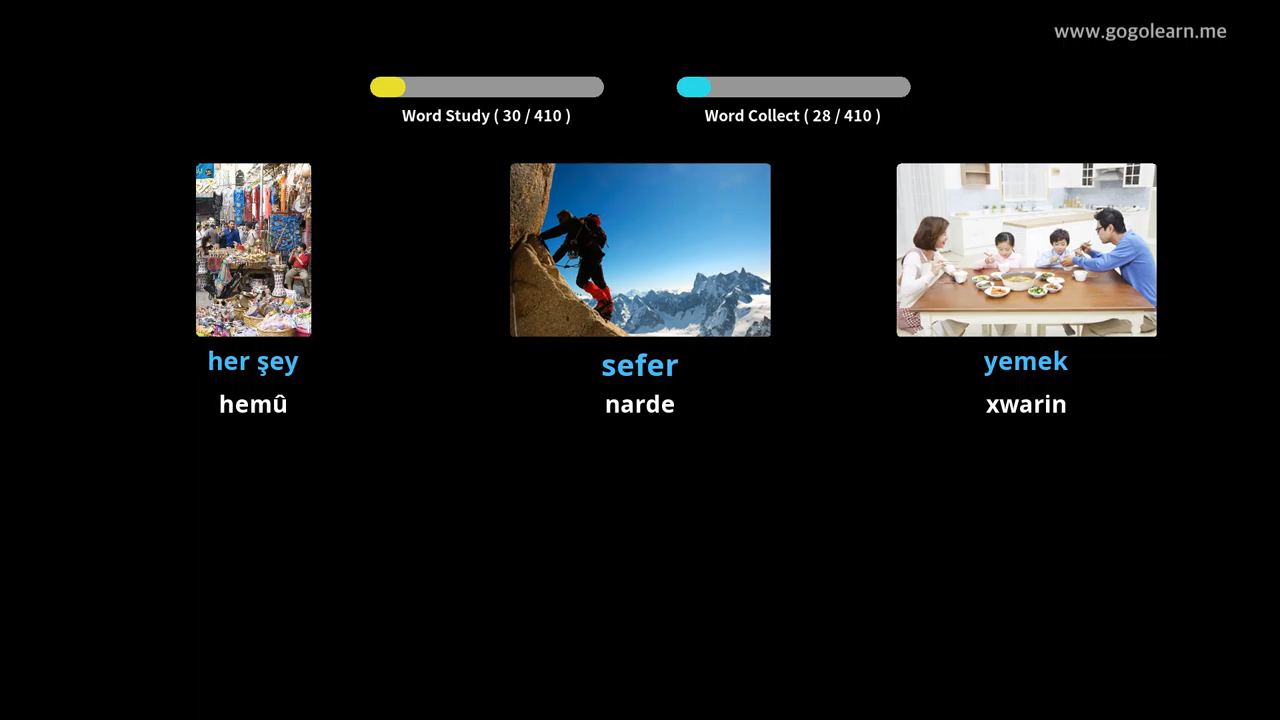 www.gogolearn.me
Word Study ( 30 / 410 )
Word Collect ( 28 / 410 )
her şey
sefer
yemek
hemû
narde
xwarin